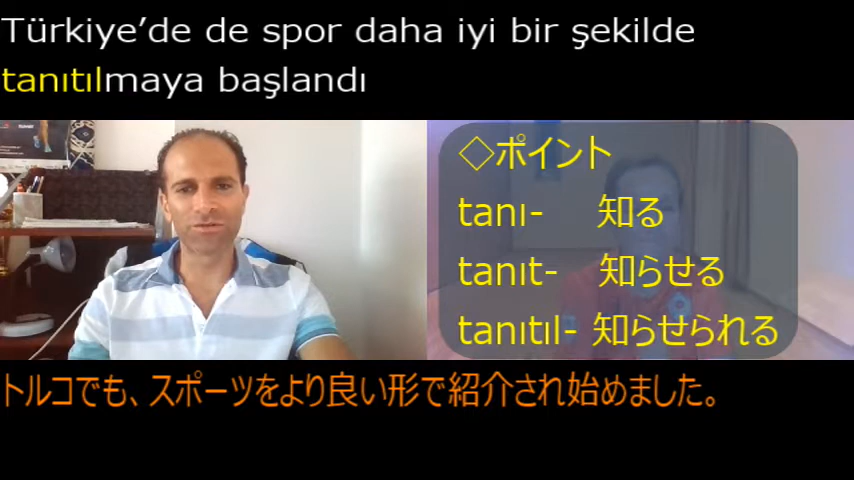 Türkiye’de de spor daha iyi bir şekilde
tanıtılmaya başlandı
◇ポイント
tanı- 知る
tanıt- 知らせる
tanıtıl- 知らせられる
トルコでも、スポーツをより良い形で紹介され始めました。